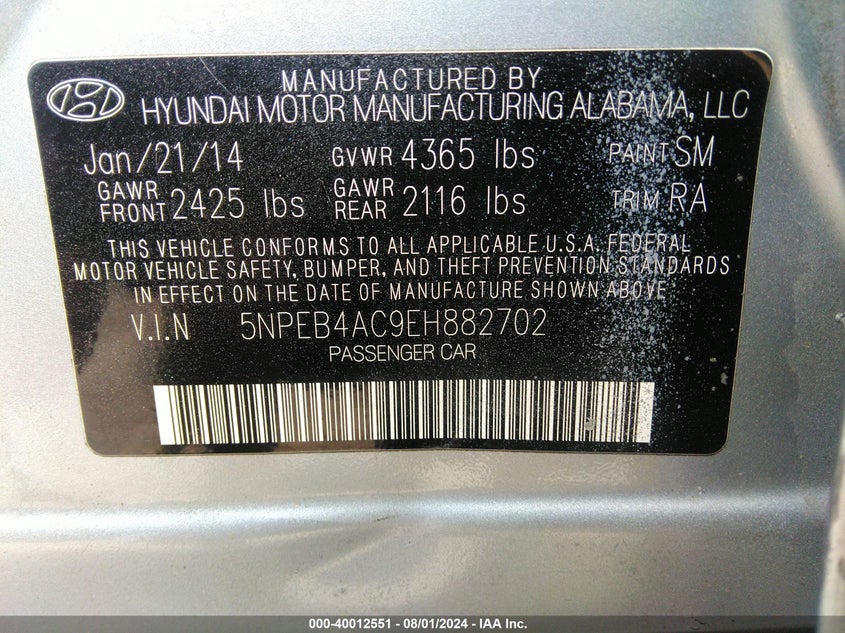 MANUFACTURED BY
HYUNDAI MOTOR MANUFACTURING ALABAMA, LLC
Jan/21/14 GVWR 4365 lbs PAINT SM
GAWR FRONT 2425 lbs GAWR REAR 2116 lbs TRIM RA
THIS VEHICLE CONFORMS TO ALL APPLICABLE U.S.A. FEDERAL
MOTOR VEHICLE SAFETY, BUMPER, AND THEFT PREVENTION STANDARDS
IN EFFECT ON THE DATE OF MANUFACTURE SHOWN ABOVE
V.I.N 5NPEB4AC9EH882702
PASSENGER CAR
000-40012551 - 08/01/2024 - IAA Inc.